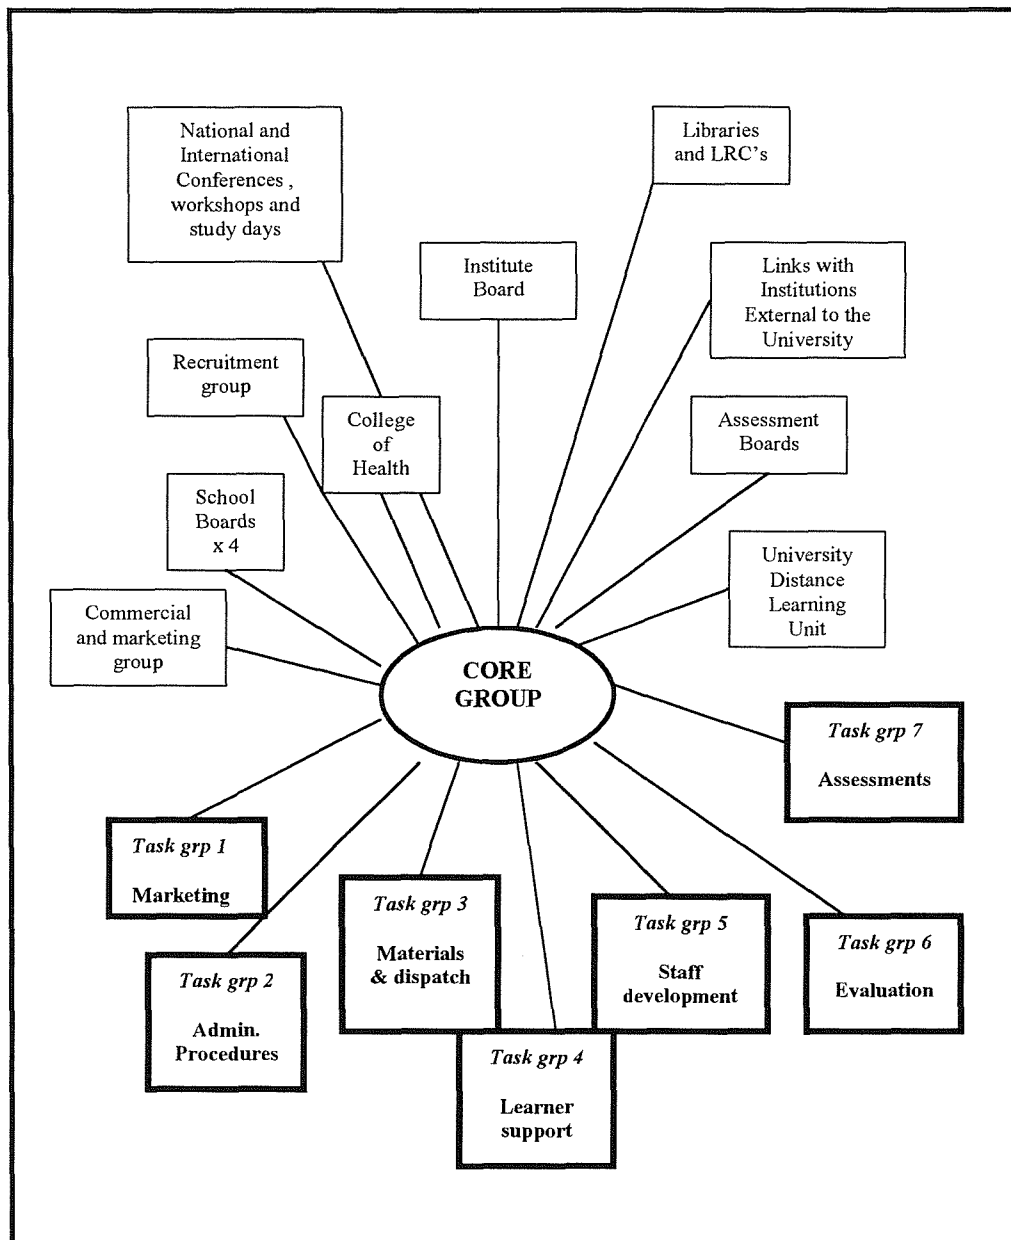 National and
International
Conferences ,
workshops and
study days
Libraries
and LRC's
Institute
Board
Links with
Institutions
External to the
University
Recruitment
group
College
of
Health
Assessment
Boards
School
Boards
x 4
University
Distance
Learning
Unit
Commercial
and marketing
group
CORE
GROUP
Task grp 7
Assessments
Task grp 1
Marketing
Task grp 2
Admin.
Procedures
Task grp 3
Materials
& dispatch
Task grp 4
Learner
support
Task grp 5
Staff
development
Task grp 6
Evaluation